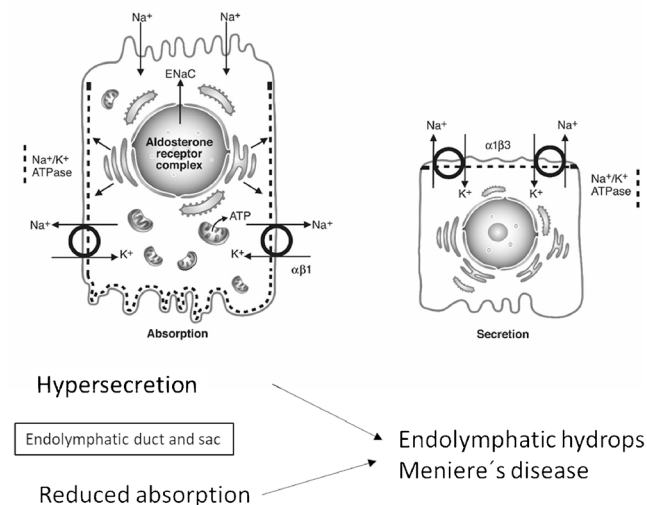 Na⁺
Na⁺
ENaC
Aldosterone
receptor
complex
Na⁺/K⁺
ATPase
ATP
Na⁺
Na⁺
K⁺
K⁺
αβ1
Absorption
Na⁺
α1β3
Na⁺
K⁺
K⁺
Na⁺/K⁺
ATPase
Secretion
Hypersecretion
Endolymphatic duct and sac
Reduced absorption
Endolymphatic hydrops
Meniere´s disease